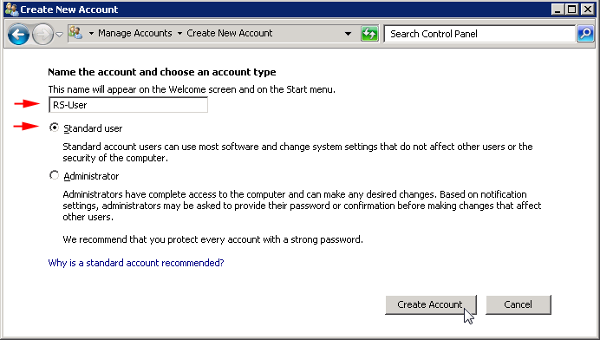 Create New Account
Manage Accounts
Create New Account
Search Control Panel
Name the account and choose an account type
This name will appear on the Welcome screen and on the Start menu.
RS-User
Standard user
Standard account users can use most software and change system settings that do not affect other users or the
security of the computer.
Administrator
Administrators have complete access to the computer and can make any desired changes. Based on notification
settings, administrators may be asked to provide their password or confirmation before making changes that affect
other users.
We recommend that you protect every account with a strong password.
Why is a standard account recommended?
Create Account
Cancel